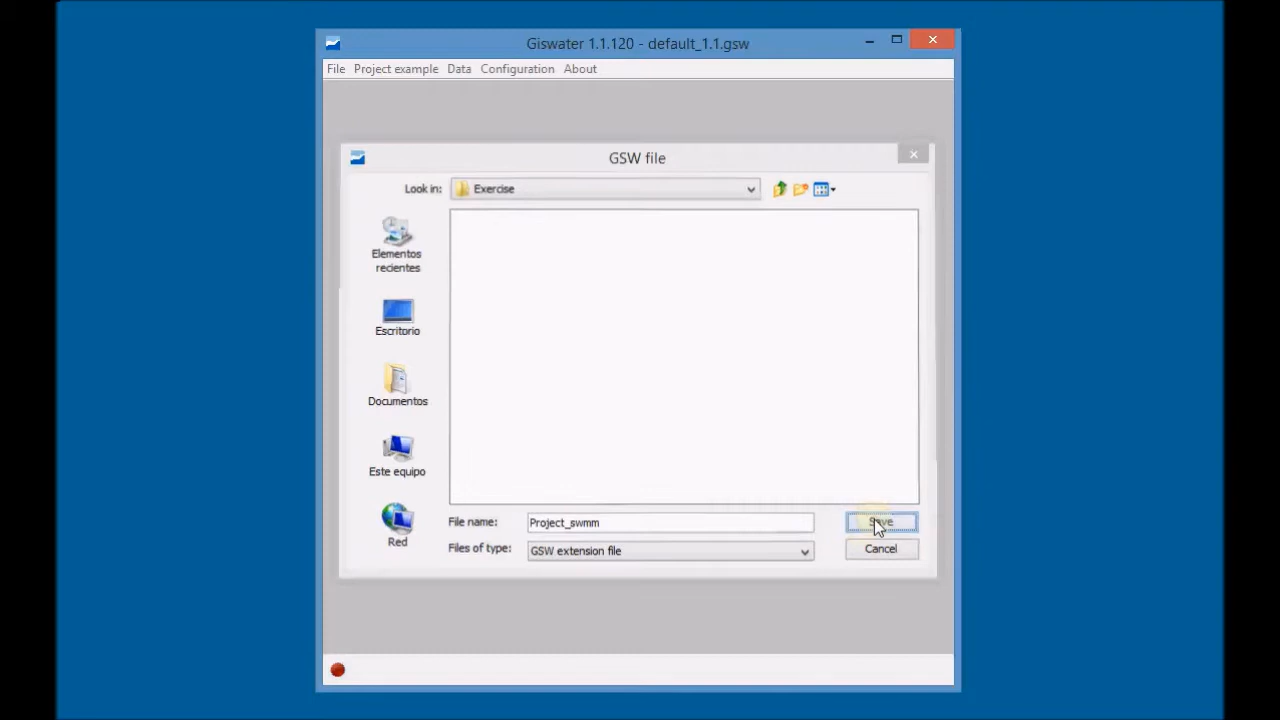 Giswater 1.1.120 - default_1.1.gsw
File Project example Data Configuration About
GSW file
Look in: Exercise
Elementos
recientes
Escritorio
Documentos
Este equipo
Red
File name: Project_swmm Save
Files of type: GSW extension file Cancel